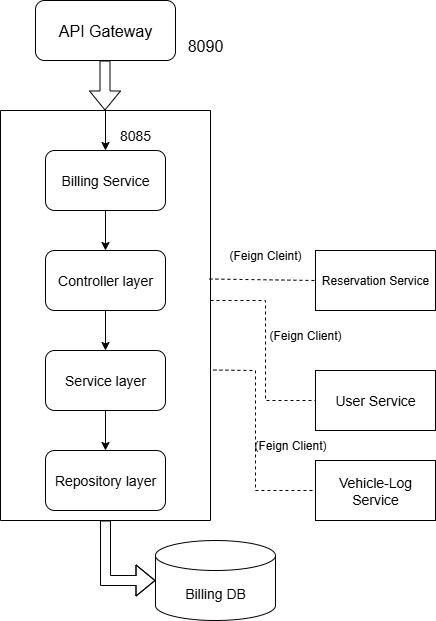 API Gateway
8090
8085
Billing Service
(Feign Cleint)
Controller layer
Reservation Service
(Feign Client)
Service layer
User Service
(Feign Client)
Repository layer
Vehicle-Log
Service
Billing DB